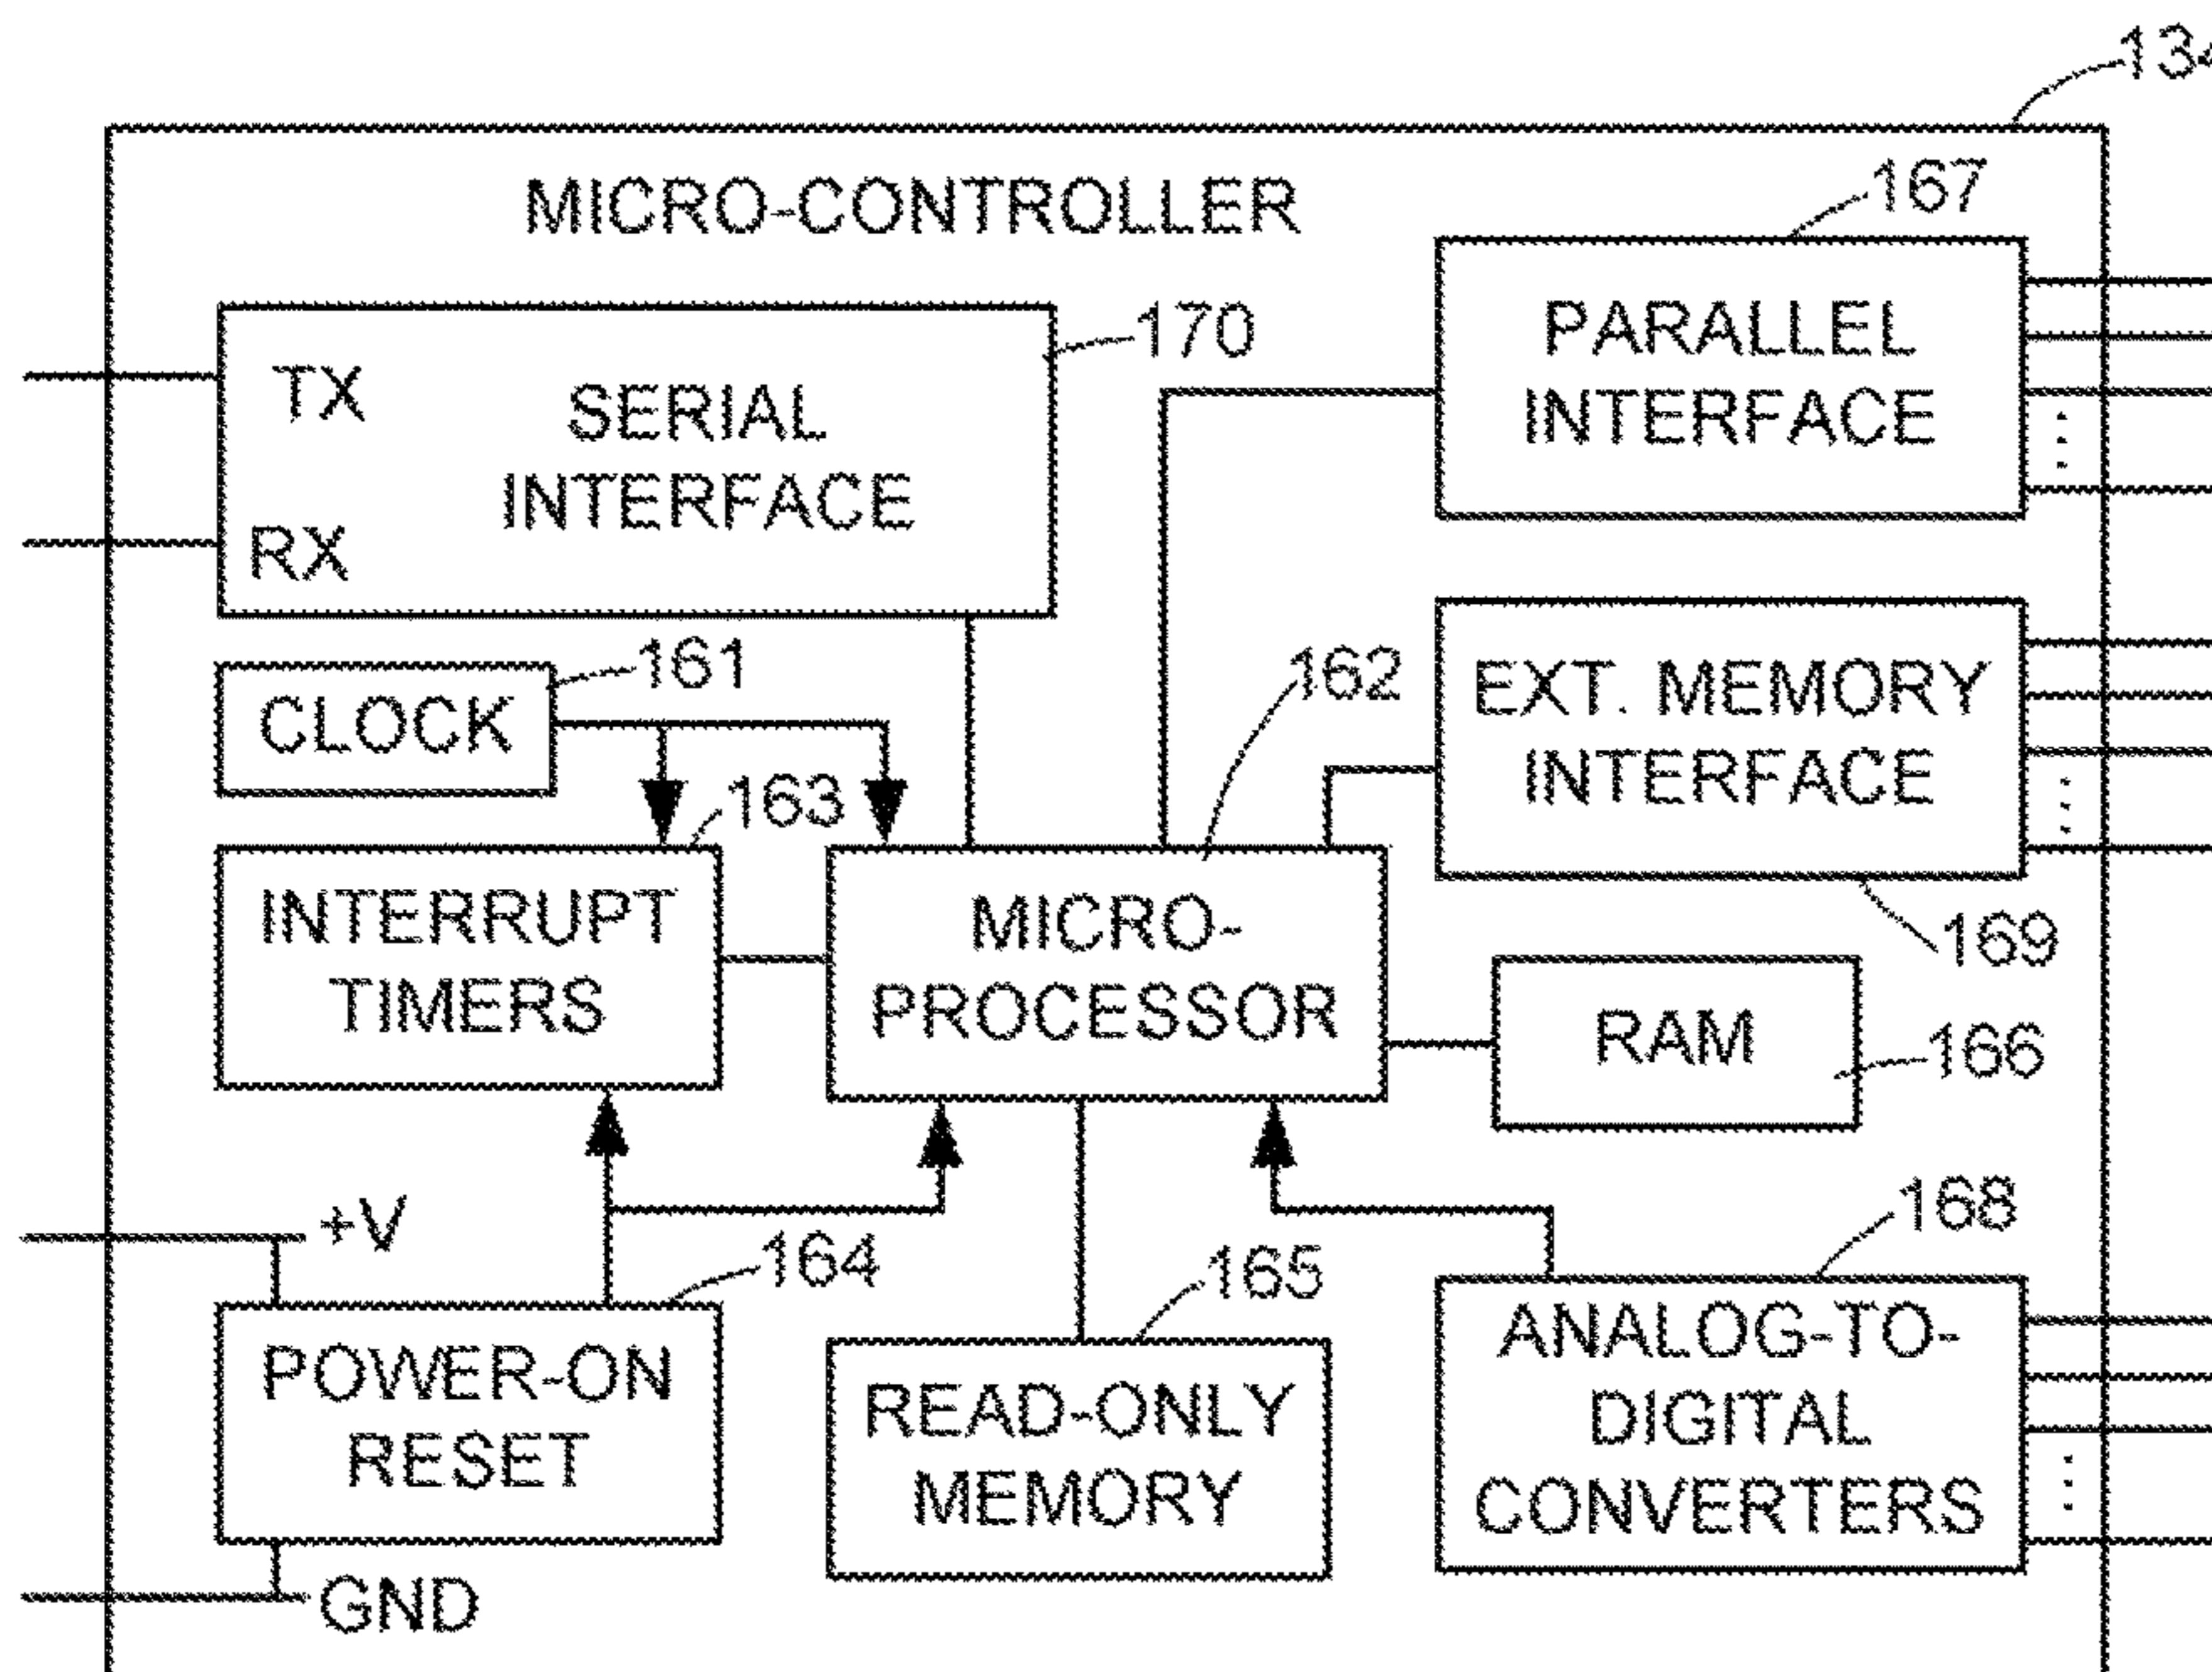 134
MICRO-CONTROLLER
167
170
TX
SERIAL
INTERFACE
RX
PARALLEL
INTERFACE
161
CLOCK
162
EXT. MEMORY
INTERFACE
163
169
INTERRUPT
TIMERS
MICRO-
PROCESSOR
RAM
166
+V
164
165
168
POWER-ON
RESET
READ-ONLY
MEMORY
ANALOG-TO-
DIGITAL
CONVERTERS
GND